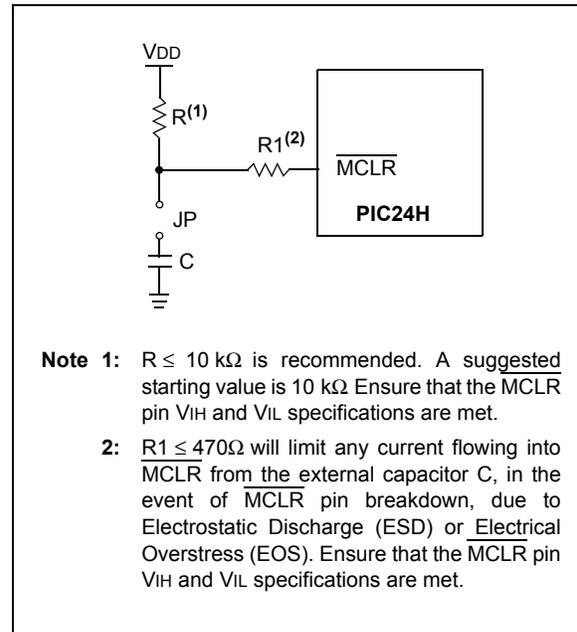 VDD
R(1)
R1(2)
MCLR
PIC24H
JP
C
Note 1: R ≤ 10 kΩ is recommended. A suggested
starting value is 10 kΩ Ensure that the MCLR
pin VIH and VIL specifications are met.
2: R1 ≤ 470Ω will limit any current flowing into
MCLR from the external capacitor C, in the
event of MCLR pin breakdown, due to
Electrostatic Discharge (ESD) or Electrical
Overstress (EOS). Ensure that the MCLR pin
VIH and VIL specifications are met.